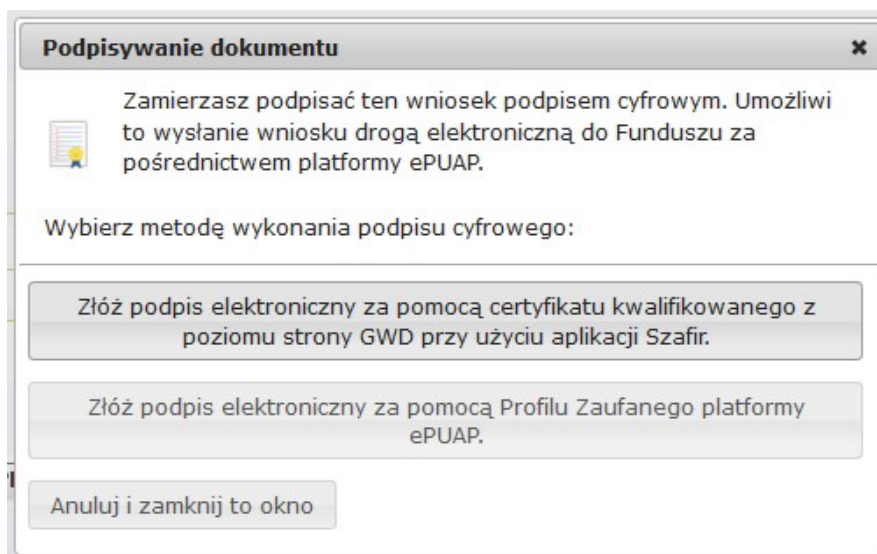 Podpisywanie dokumentu
Zamierzasz podpisać ten wniosek podpisem cyfrowym. Umożliwi
to wysłanie wniosku drogą elektroniczną do Funduszu za
pośrednictwem platformy ePUAP.
Wybierz metodę wykonania podpisu cyfrowego:
Złóż podpis elektroniczny za pomocą certyfikatu kwalifikowanego z
poziomu strony GWD przy użyciu aplikacji Szafir.
Złóż podpis elektroniczny za pomocą Profilu Zaufanego platformy
ePUAP.
Anuluj i zamknij to okno